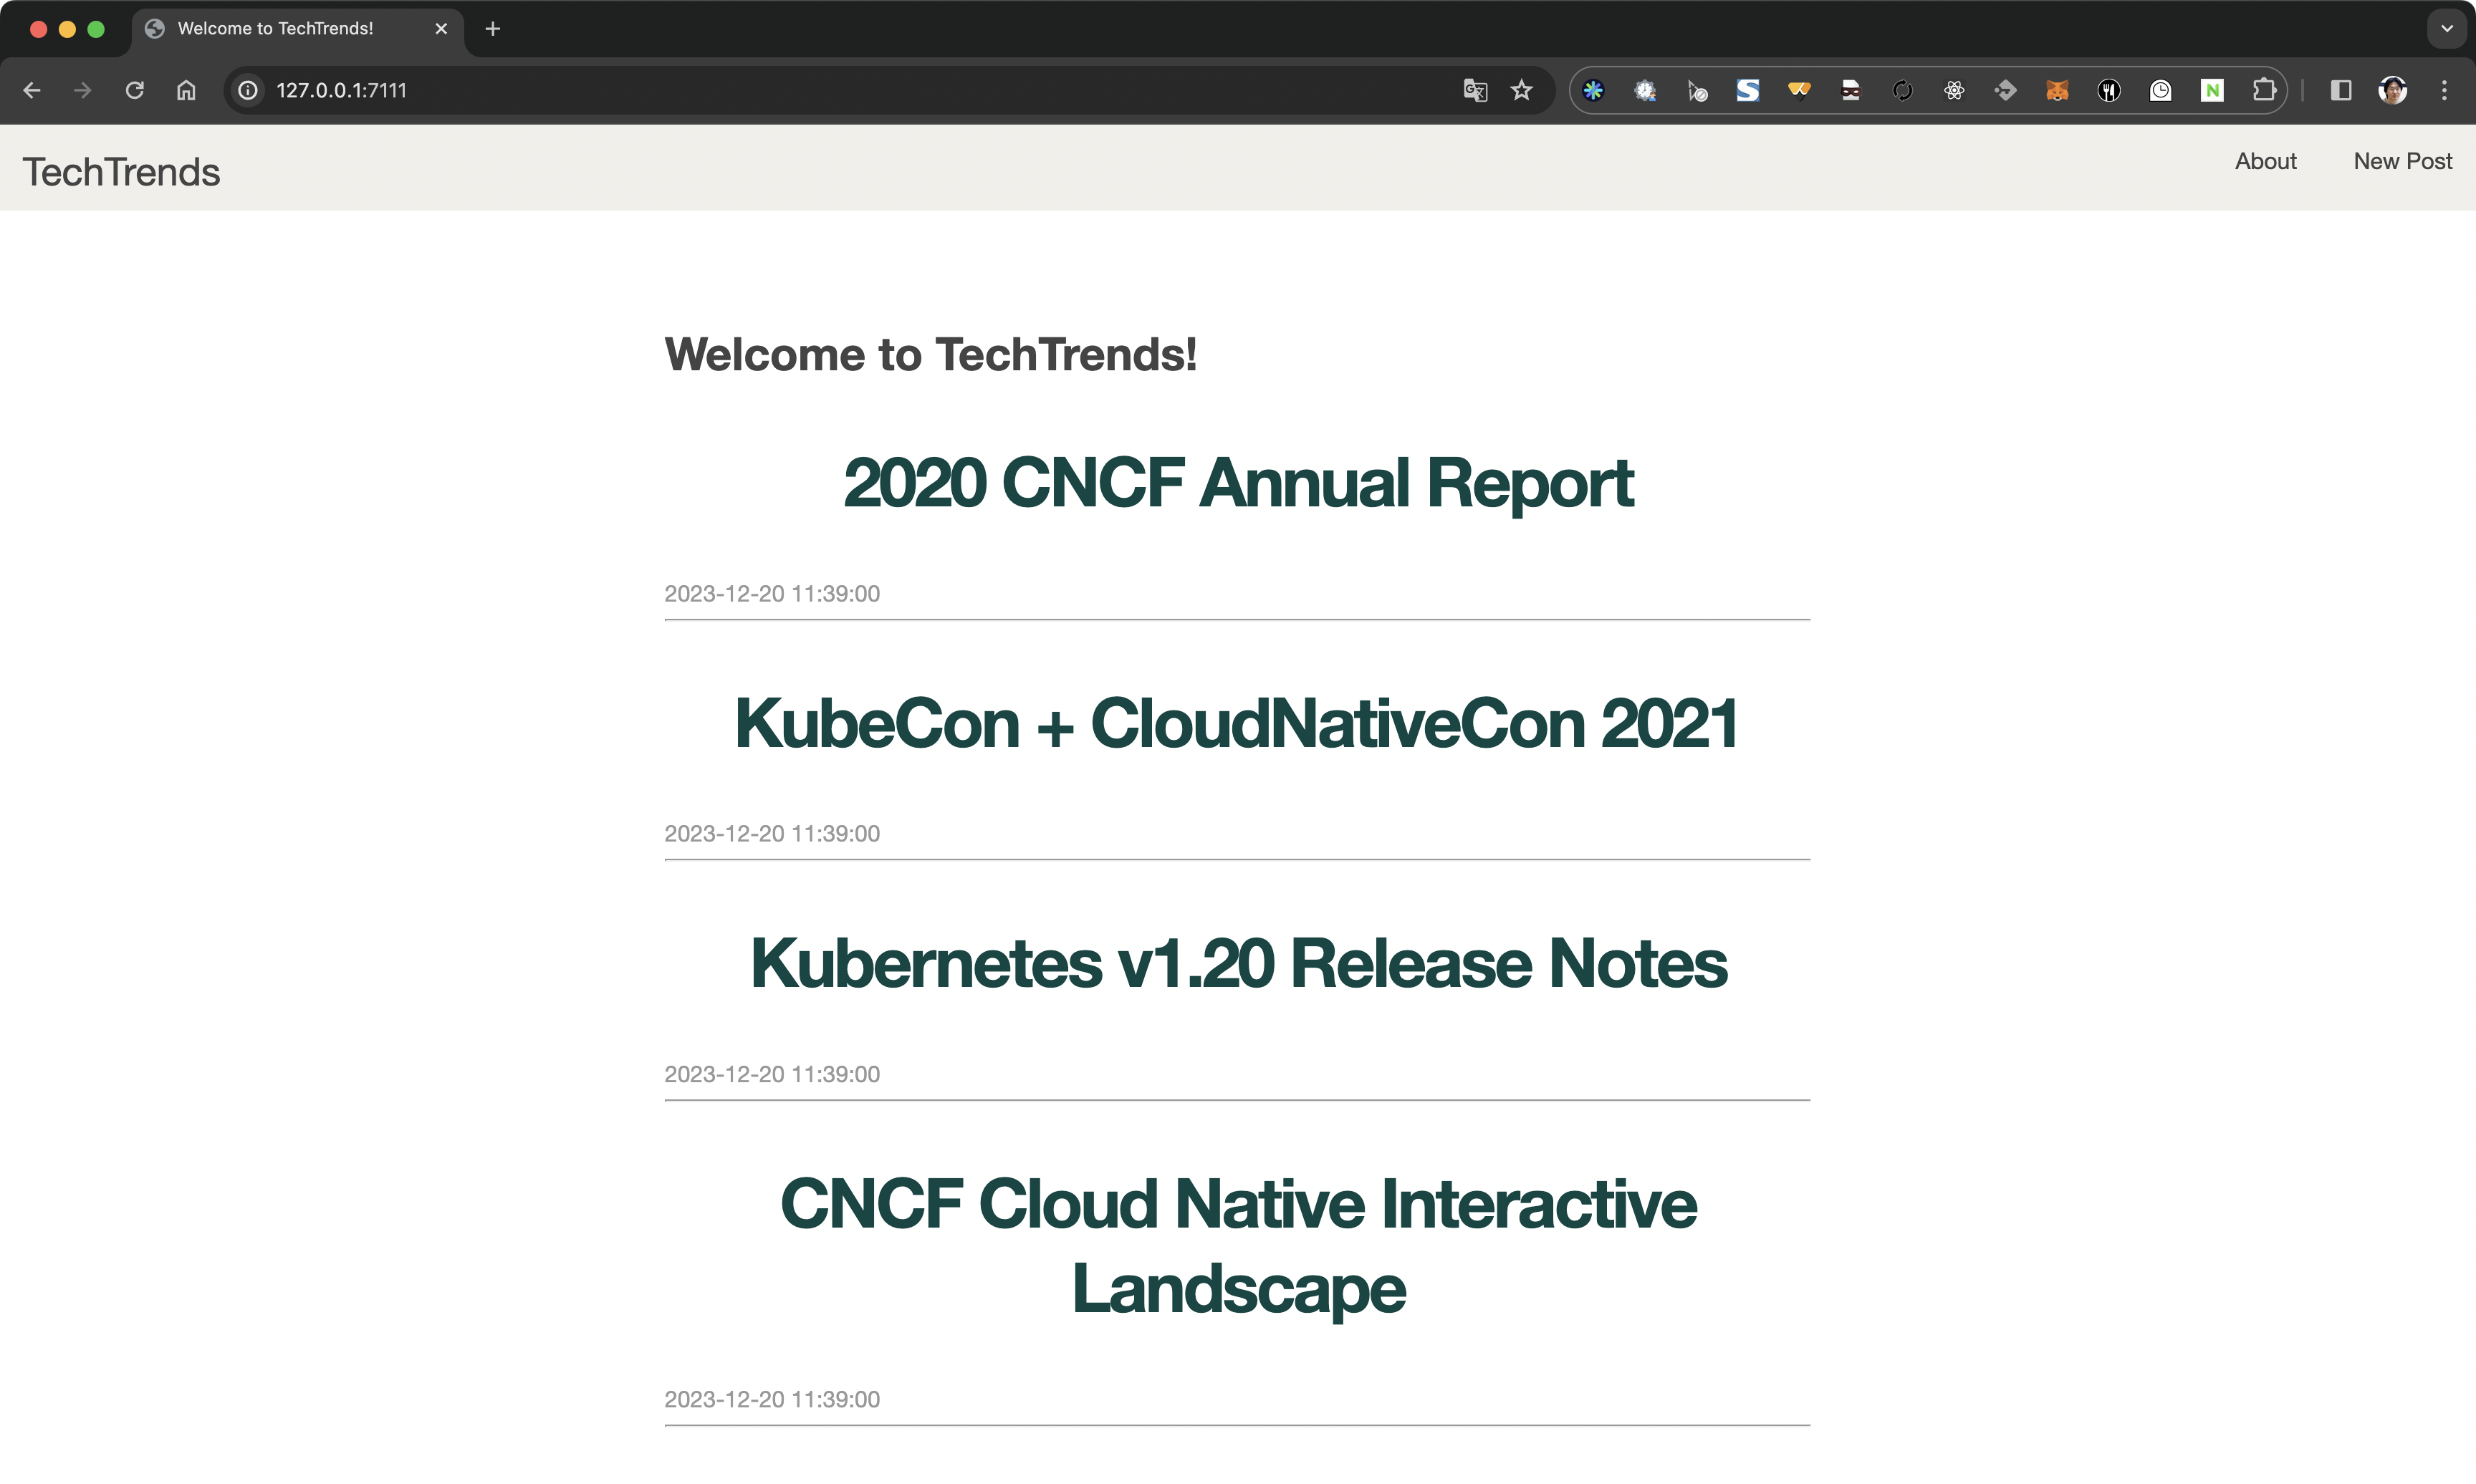 Welcome to TechTrends!
127.0.0.1:7111
TechTrends
About
New Post
Welcome to TechTrends!
2020 CNCF Annual Report
2023-12-20 11:39:00
KubeCon + CloudNativeCon 2021
2023-12-20 11:39:00
Kubernetes v1.20 Release Notes
2023-12-20 11:39:00
CNCF Cloud Native Interactive
Landscape
2023-12-20 11:39:00